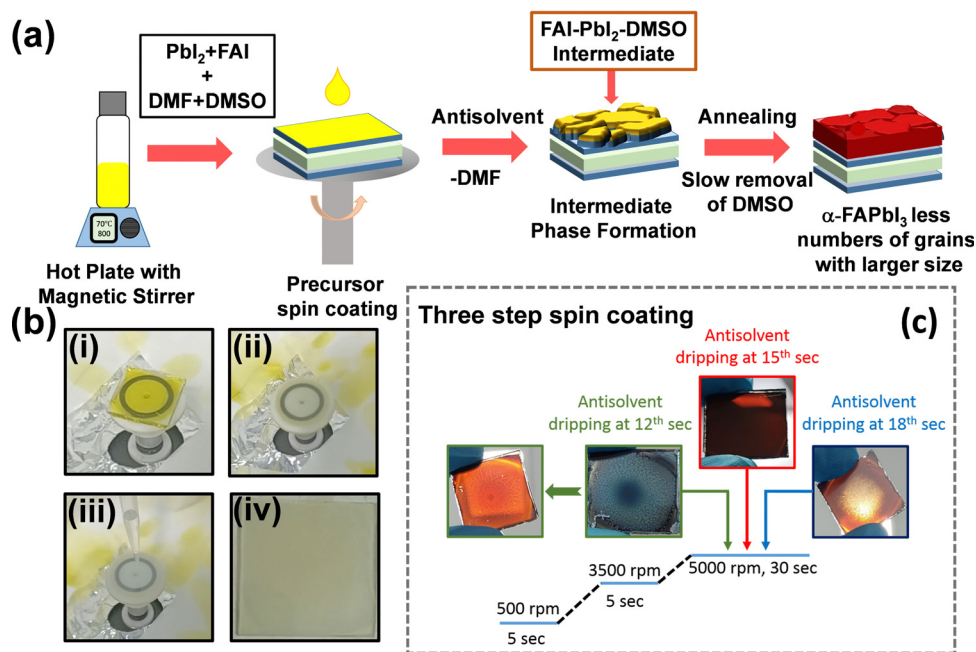 (a)
PbI₂+FAI
+
DMF+DMSO
70°C
800
Hot Plate with
Magnetic Stirrer
Precursor
spin coating
Antisolvent
-DMF
FAI-PbI₂-DMSO
Intermediate
Intermediate
Phase Formation
Annealing
Slow removal
of DMSO
α-FAPbI₃ less
numbers of grains
with larger size
(b)
(i)
(ii)
(iii)
(iv)
Three step spin coating
(c)
Antisolvent
dripping at 15ᵗʰ sec
Antisolvent
dripping at 12ᵗʰ sec
Antisolvent
dripping at 18ᵗʰ sec
500 rpm
5 sec
3500 rpm
5 sec
5000 rpm, 30 sec